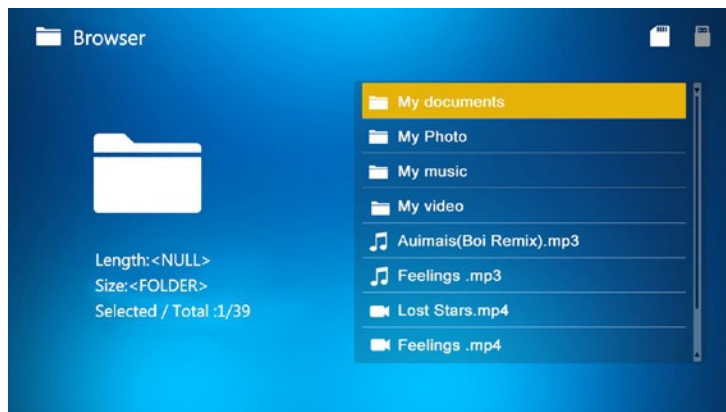 Browser
My documents
My Photo
My music
My video
Auimais(Boi Remix).mp3
Feelings .mp3
Lost Stars.mp4
Feelings .mp4
Length:<NULL>
Size:<FOLDER>
Selected / Total :1/39